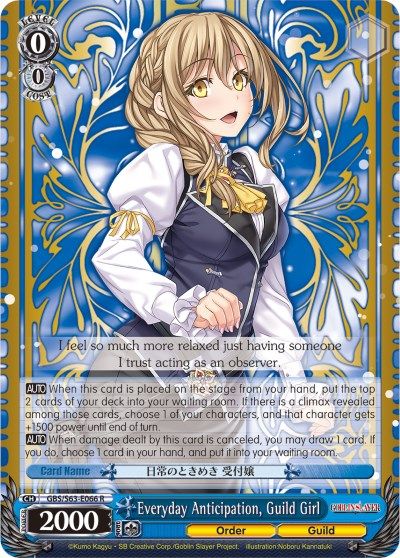 LEVEL
0
0
COST
I feel so much more relaxed just having someone
I trust acting as an observer.
AUTO When this card is placed on the stage from your hand, put the top
2 cards of your deck into your waiting room. If there is a climax revealed
among those cards, choose 1 of your characters, and that character gets
+1500 power until end of turn.
AUTO When damage dealt by this card is canceled, you may draw 1 card. If
you do, choose 1 card in your hand, and put it into your waiting room.
Card Name
日常のときめき 受付嬢
CH GBS/S63-E066 R
2000
Everyday Anticipation, Guild Girl
GOBLIN SLAYER
Order
Guild
©Kumo Kagyu・SB Creative Corp./Goblin Slayer Project. illustration:Noboru Kannatuki